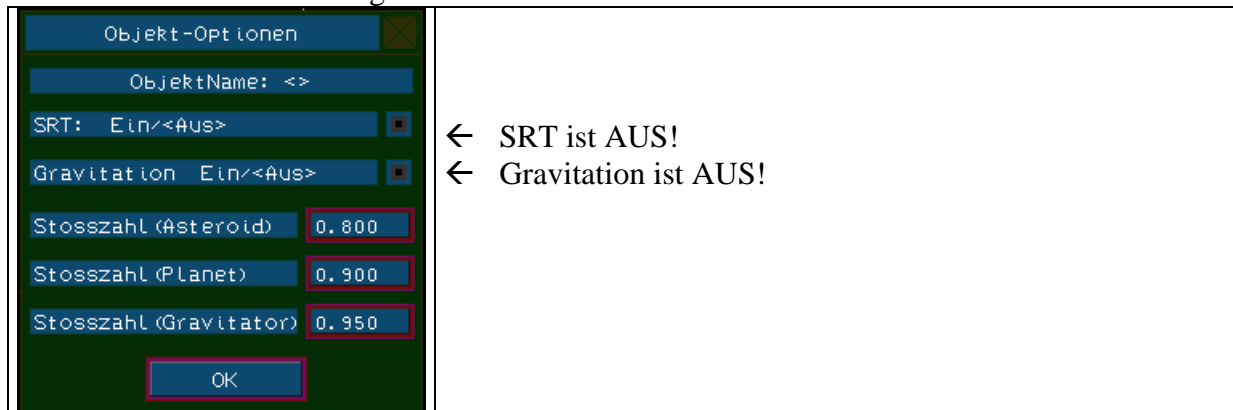 Objekt-Optionen
ObjektName: <>
SRT: Ein/<Aus>
← SRT ist AUS!
Gravitation Ein/<Aus>
← Gravitation ist AUS!
Stosszahl(Asteroid) 0.800
Stosszahl(Planet) 0.900
Stosszahl(Gravitator) 0.950
OK